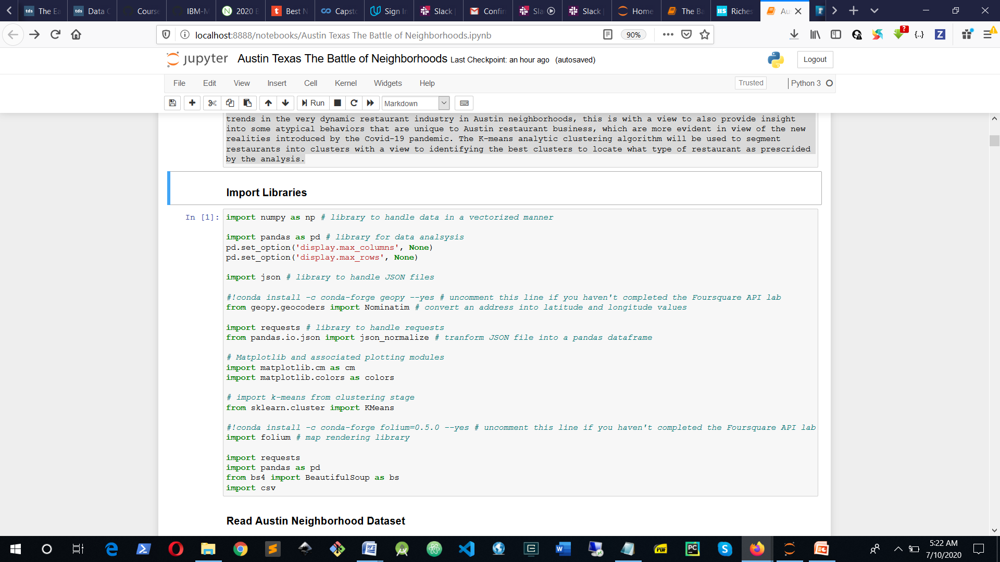 The Ea
Data C
Course
IBM-M
2020 E
Best N
Capsto
Sign In
Slack
Confir
Sla
Slack
Home
The Ba
Riches
Au
localhost:8888/notebooks/Austin Texas The Battle of Neighborhoods.ipynb
90%
jupyter Austin Texas The Battle of Neighborhoods Last Checkpoint: an hour ago (autosaved)
Logout
File Edit View Insert Cell Kernel Widgets Help
Trusted
Python 3
Run
Markdown
trends in the very dynamic restaurant industry in Austin neighborhoods, this is with a view to also provide insight
into some atypical behaviors that are unique to Austin restaurant business, which are more evident in view of the new
realities introduced by the Covid-19 pandemic. The K-means analytic clustering algorithm will be used to segment
restaurants into clusters with a view to identifying the best clusters to locate what type of restaurant as prescrided
by the analysis.
Import Libraries
In [1]: import numpy as np # library to handle data in a vectorized manner
import pandas as pd # library for data analsysis
pd.set_option('display.max_columns', None)
pd.set_option('display.max_rows', None)
import json # library to handle JSON files
#!conda install -c conda-forge geopy --yes # uncomment this line if you haven't completed the Foursquare API lab
from geopy.geocoders import Nominatim # convert an address into latitude and longitude values
import requests # library to handle requests
from pandas.io.json import json_normalize # tranform JSON file into a pandas dataframe
# Matplotlib and associated plotting modules
import matplotlib.cm as cm
import matplotlib.colors as colors
# import k-means from clustering stage
from sklearn.cluster import KMeans
#!conda install -c conda-forge folium=0.5.0 --yes # uncomment this line if you haven't completed the Foursquare API lab
import folium # map rendering library
import requests
import pandas as pd
from bs4 import BeautifulSoup as bs
import csv
Read Austin Neighborhood Dataset
5:22 AM
7/10/2020